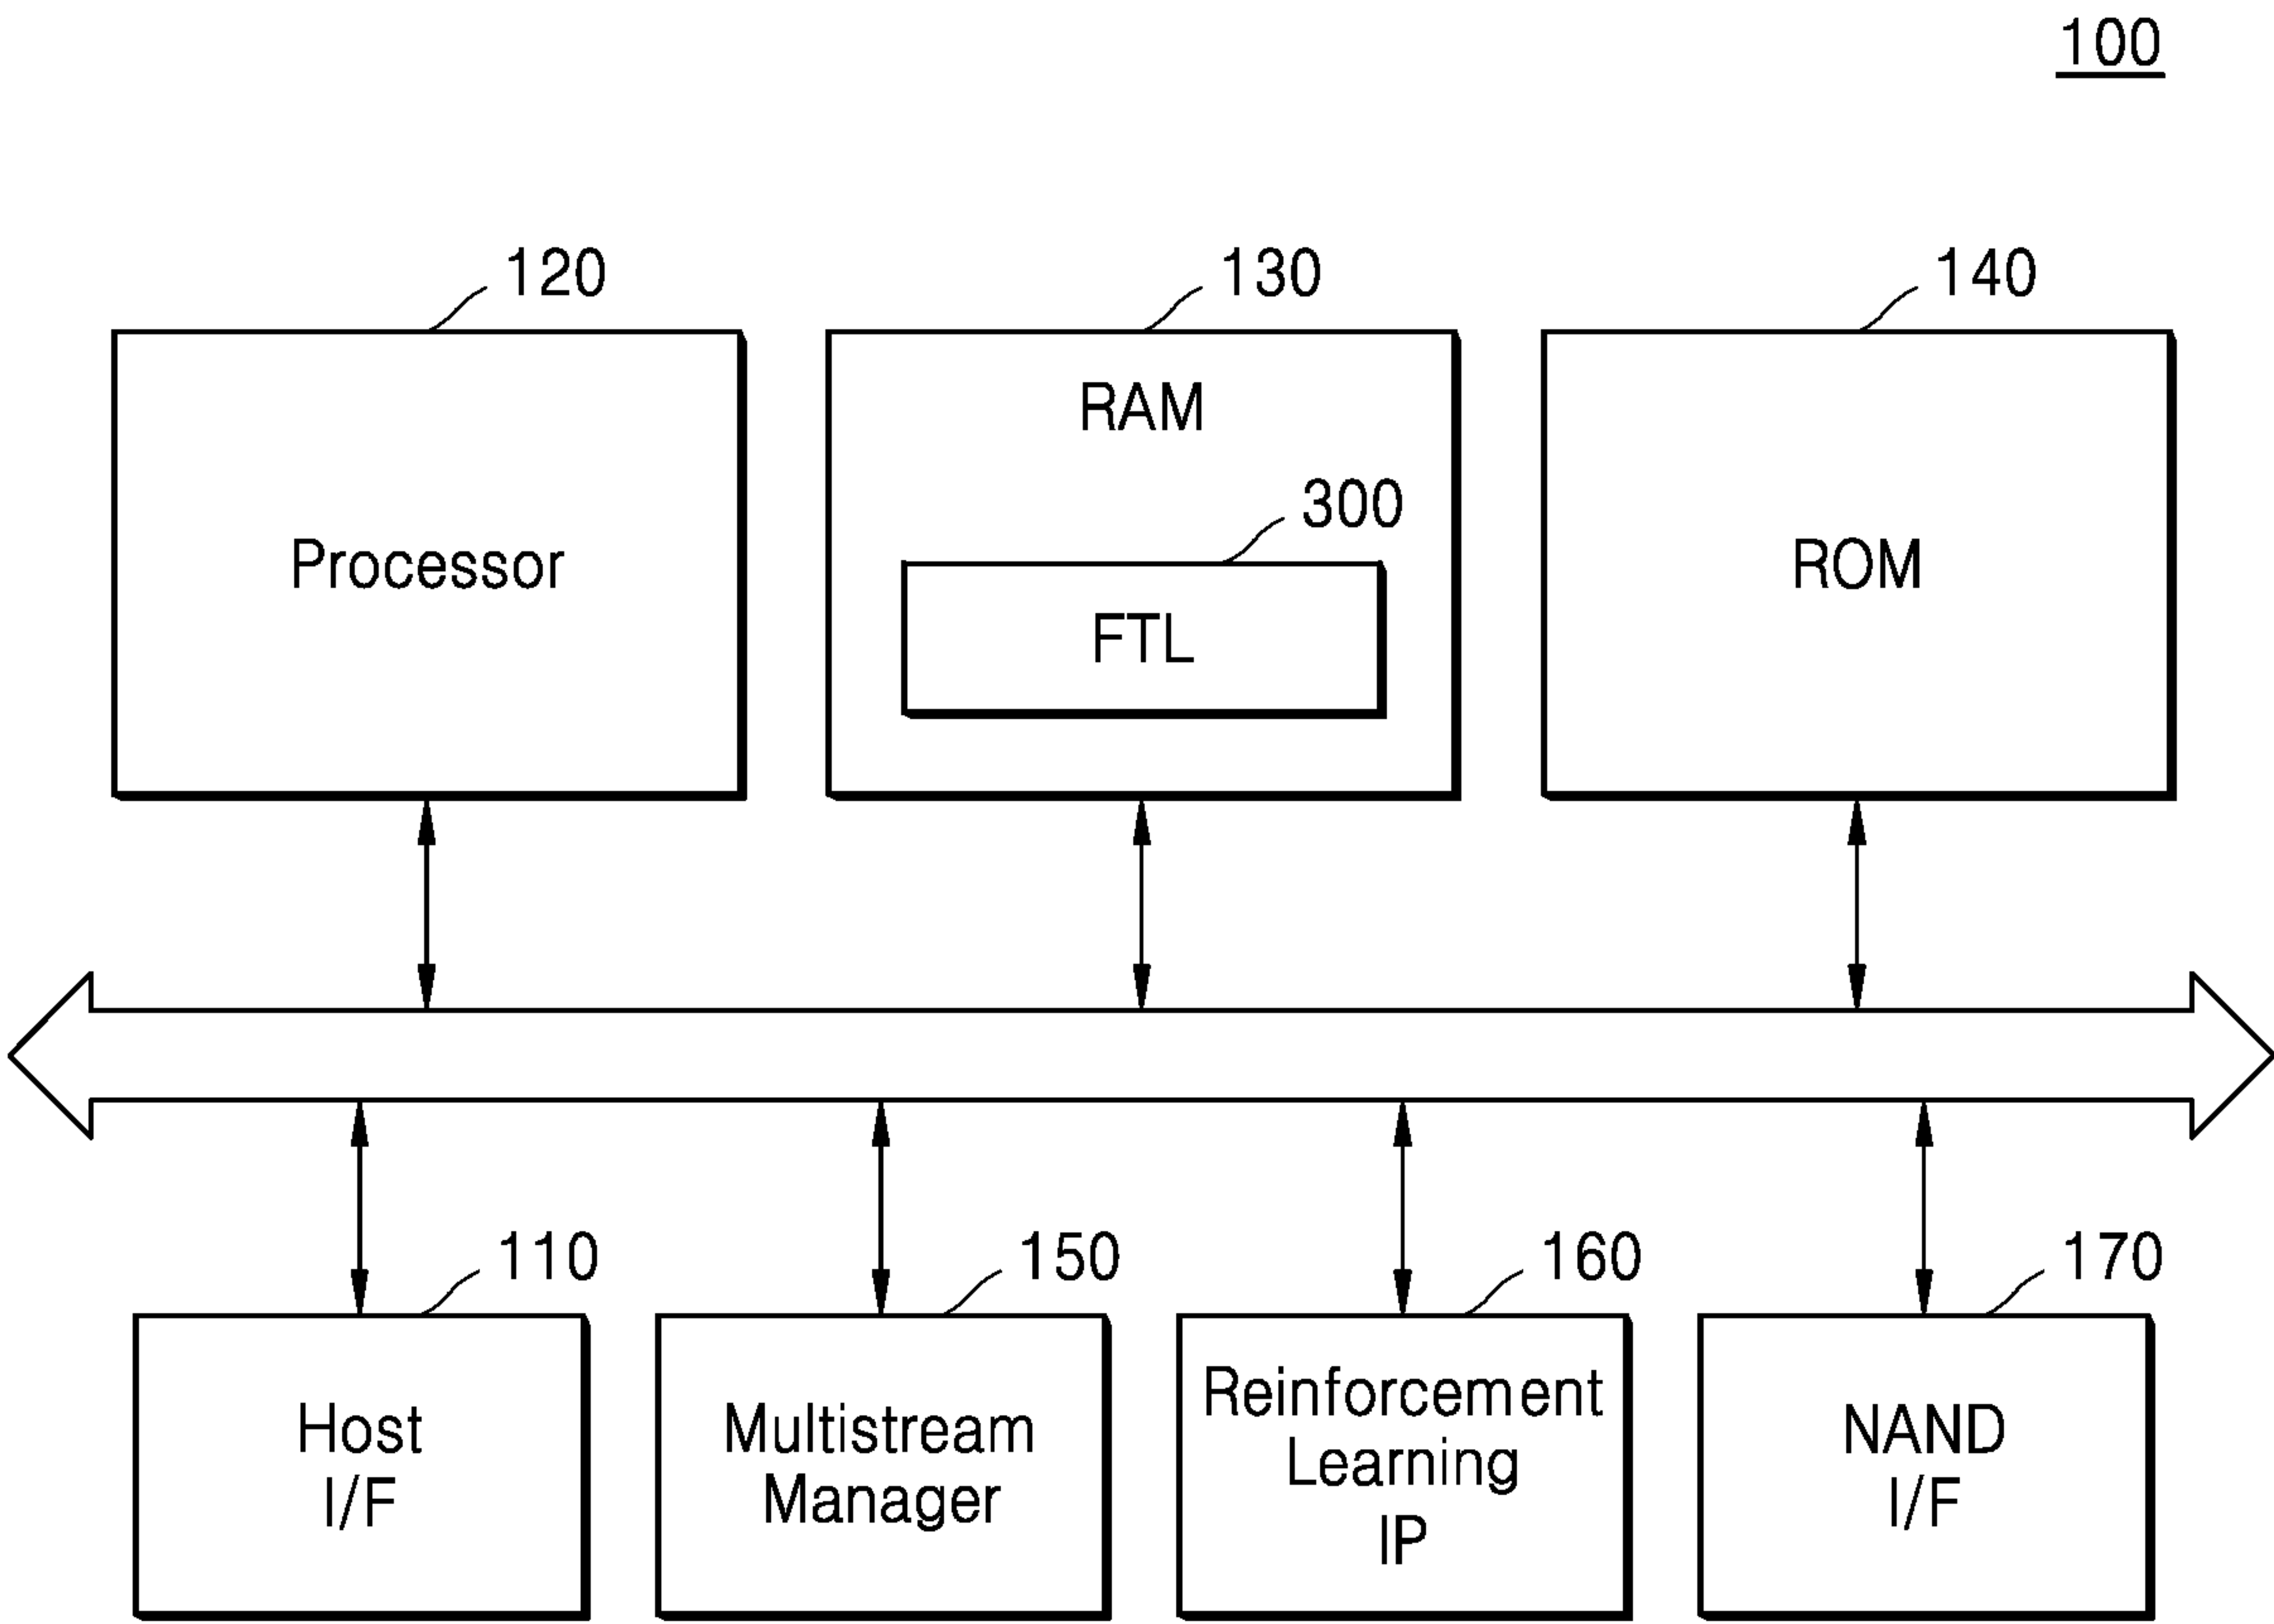 100
120
130
140
Processor
RAM
300
FTL
ROM
110
150
160
170
Host
I/F
Multistream
Manager
Reinforcement
Learning
IP
NAND
I/F